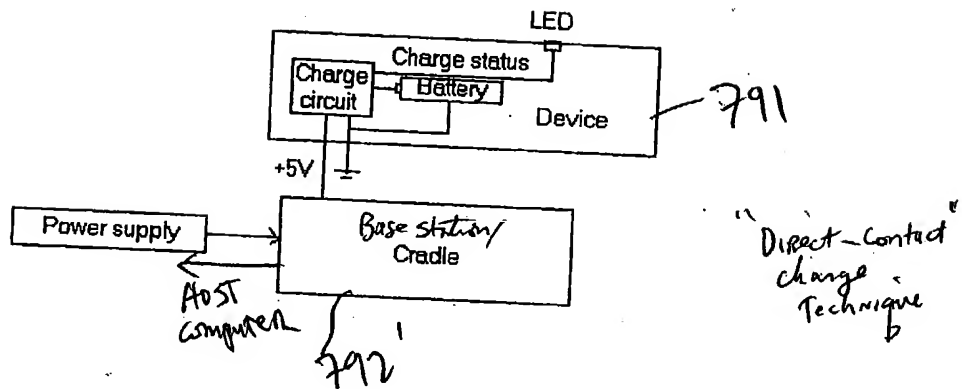 LED
Charge status
Charge
circuit
Battery
Device
791
+5V
Power supply
Base station/
Cradle
HOST
computer
792'
"Direct-Contact"
charge
Technique